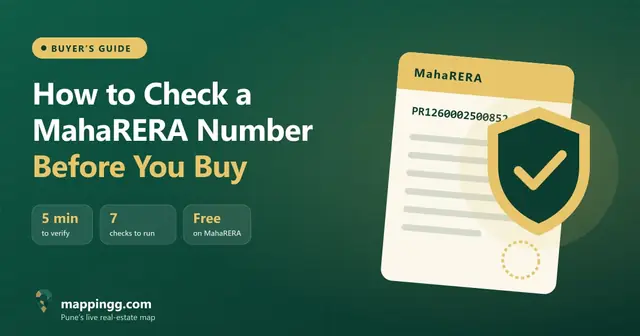 BUYER'S GUIDE
How to Check a
MahaRERA Number
Before You Buy
5 min
to verify
7
checks to run
Free
on MahaRERA
mappingg.com
Pune's live real-estate map
MahaRERA